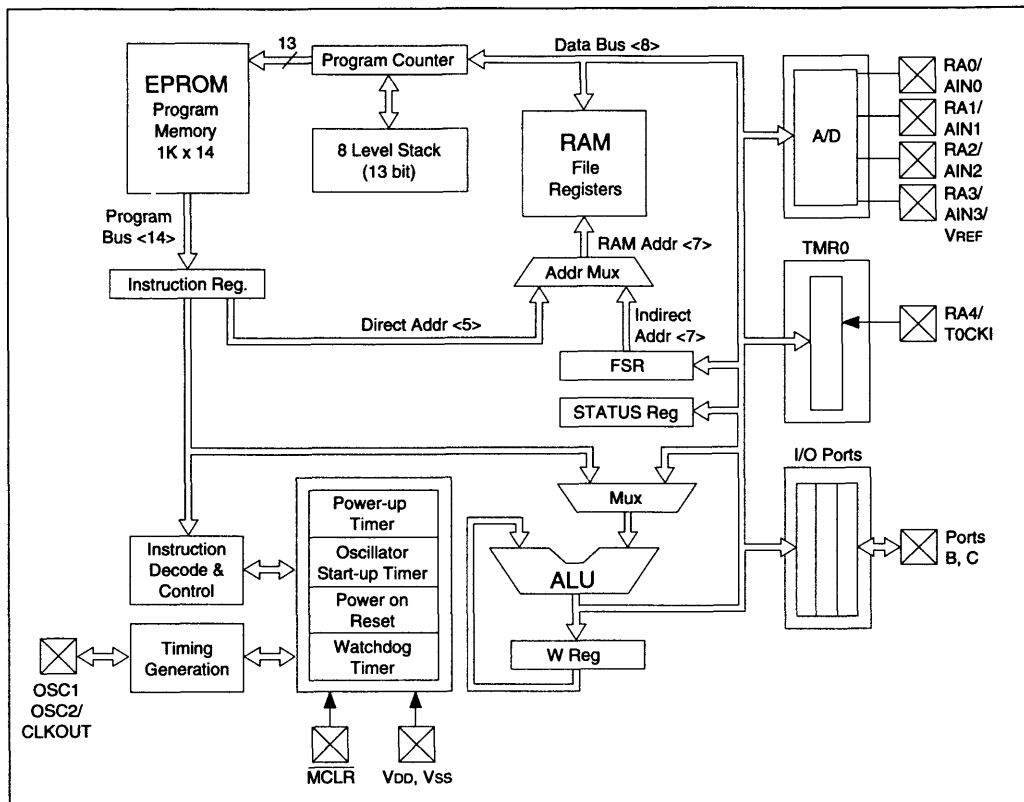 13
Data Bus <8>
Program Counter
EPROM
Program
Memory
1K x 14
8 Level Stack
(13 bit)
RAM
File
Registers
A/D
RA0/
AIN0
RA1/
AIN1
RA2/
AIN2
RA3/
AIN3/
VREF
Program
Bus <14>
RAM Addr <7>
TMR0
Instruction Reg.
Addr Mux
Direct Addr <5>
Indirect
Addr <7>
RA4/
T0CKI
FSR
STATUS Reg
I/O Ports
Mux
Power-up
Timer
Instruction
Decode &
Control
Oscillator
Start-up Timer
ALU
Ports
B, C
Power on
Reset
Timing
Generation
Watchdog
Timer
W Reg
OSC1
OSC2/
CLKOUT
MCLR
VDD, VSS